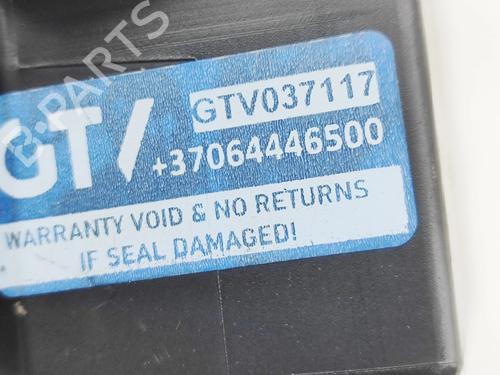 B-PARTS
GT/
GTV037117
+37064446500
WARRANTY VOID & NO RETURNS
IF SEAL DAMAGED!